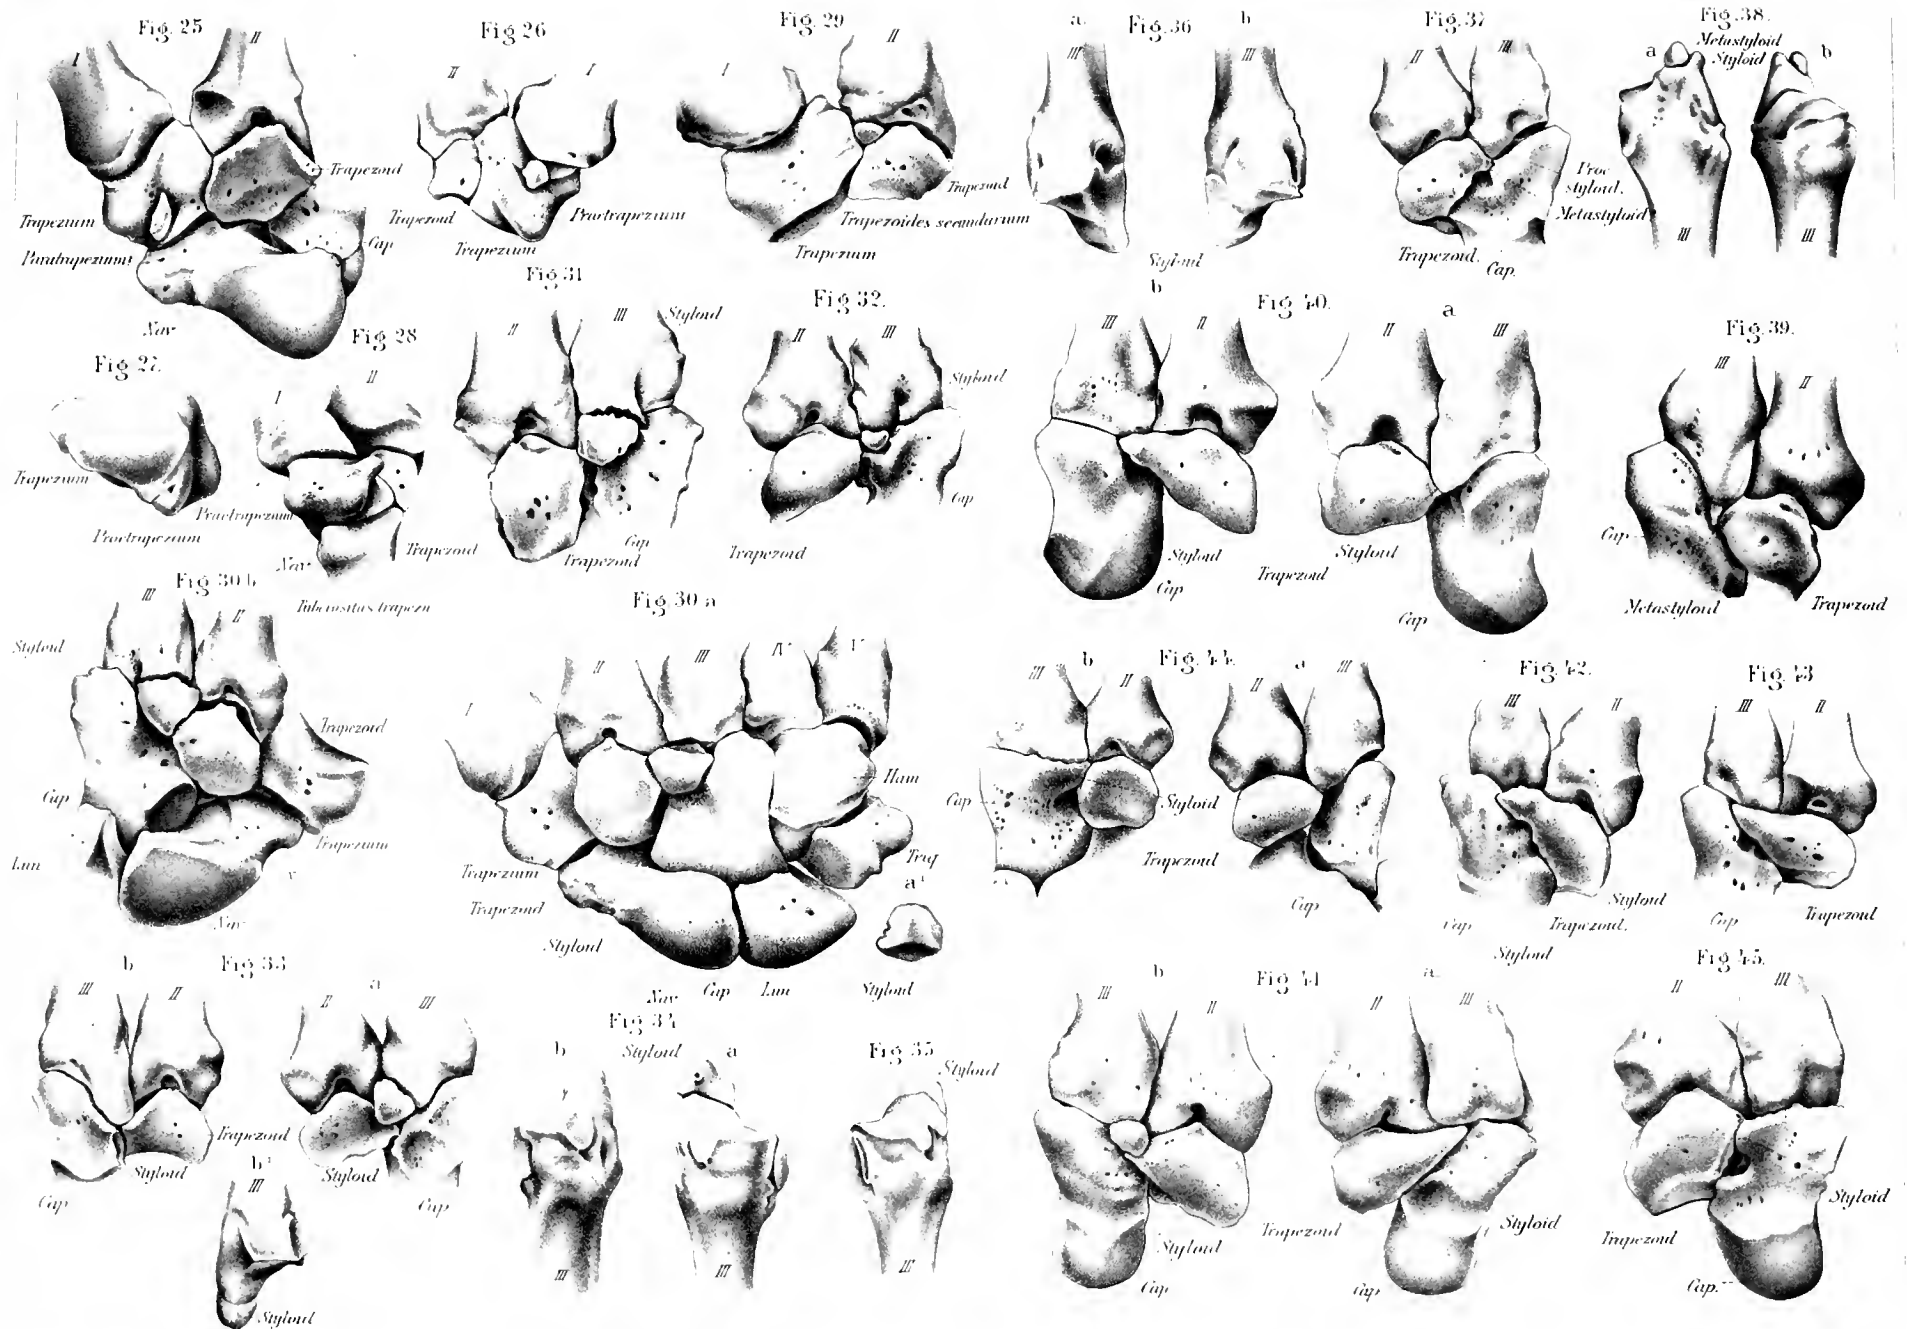 Fig. 25
I
II
Trapezoid
Trapezium
Paratrapezium
Cap
Nav
Fig 26
II
I
Trapezoid
Praetrapezium
Trapezium
Fig. 29
I
II
Trapezoid
Trapezoides secundarium
Trapezium
a.
Fig. 36
b
III
III
Styloid
Fig. 37
II
III
Trapezoid.
Cap.
Fig. 38.
Metastyloid
Styloid
a
b
Proc
styloid.
Metastyloid
III
III
Fig 27.
Trapezium
Praetrapezium
Fig 28
I
II
Praetrapezium
Nav
Trapezoid
Tuberositas trapezii
Fig 31
II
III
Styloid
Cap
Trapezoid
Fig 32.
II
III
Styloid
Cap
Trapezoid
b
Fig 40.
a
III
II
II
III
Styloid
Cap
Trapezoid
Styloid
Cap
Fig. 39.
III
II
Cap
Metastyloid
Trapezoid
Fig 30 b
III
II
Styloid
Trapezoid
Cap
Trapezium
Lun
Nav
Fig 30 a
I
II
III
IV
V
Ham
Triq
Trapezium
Trapezoid
Styloid
Nav
Cap
Lun
a¹
Styloid
b
Fig. 44.
a
III
II
II
III
Cap
Styloid
Trapezoid
Cap
Fig. 42.
III
II
Styloid
Cap
Trapezoid.
Styloid
Fig. 43
III
II
Cap
Trapezoid
b
Fig 33
a
III
II
II
III
Trapezoid
Styloid
Styloid
Cap
Cap
b¹
III
Styloid
Fig 34
Styloid
b
a
III
III
Fig. 35
Styloid
III
b
Fig 41
a.
III
II
II
III
Styloid
Trapezoid
Styloid
Cap
Cap
Fig. 45.
II
III
Styloid
Trapezoid
Cap.